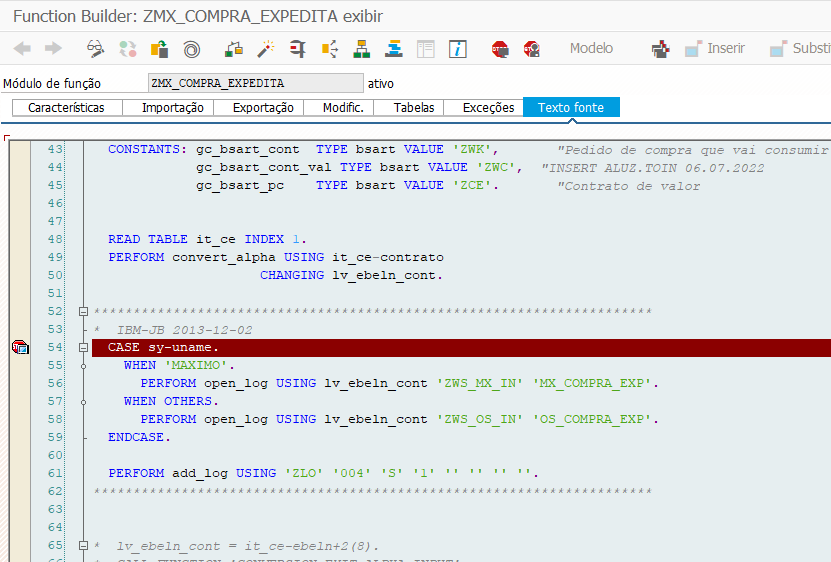 Function Builder: ZMX_COMPRA_EXPEDITA exibir
Modelo Inserir
Módulo de função ZMX_COMPRA_EXPEDITA ativo
Características Importação Exportação Modific. Tabelas Exceções Texto fonte
43 CONSTANTS: gc_bsart_cont TYPE bsart VALUE 'ZWK', "Pedido de compra que vai consumir
44 gc_bsart_cont_val TYPE bsart VALUE 'ZWC', "INSERT ALUZ.TOIN 06.07.2022
45 gc_bsart_pc TYPE bsart VALUE 'ZCE'. "Contrato de valor
46
47
48 READ TABLE it_ce INDEX 1.
49 PERFORM convert_alpha USING it_ce-contrato
50 CHANGING lv_ebeln_cont.
51
52 **********************************************************************
53 * IBM-JB 2013-12-02
54 CASE sy-uname.
55 WHEN 'MAXIMO'.
56 PERFORM open_log USING lv_ebeln_cont 'ZWS_MX_IN' 'MX_COMPRA_EXP'.
57 WHEN OTHERS.
58 PERFORM open_log USING lv_ebeln_cont 'ZWS_OS_IN' 'OS_COMPRA_EXP'.
59 ENDCASE.
60
61 PERFORM add_log USING 'ZLO' '004' 'S' '1' '' '' '' ''.
62 **********************************************************************
63
64
65 * lv_ebeln_cont = it_ce-ebeln+2(8).